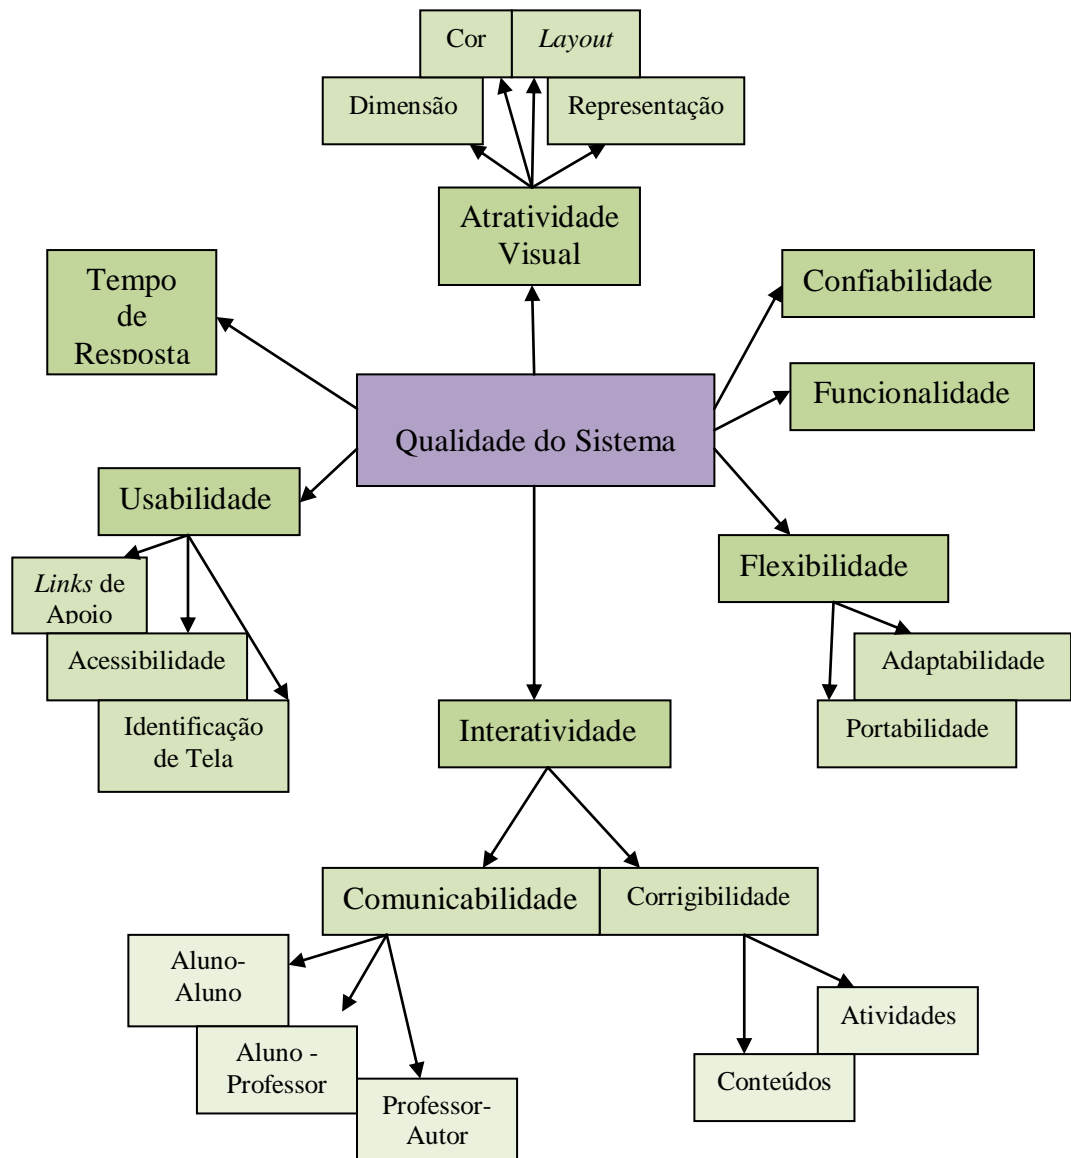 Cor
Layout
Dimensão
Representação
Atratividade
Visual
Tempo
de
Resposta
Confiabilidade
Funcionalidade
Qualidade do Sistema
Usabilidade
Links de
Apoio
Acessibilidade
Identificação
de Tela
Flexibilidade
Adaptabilidade
Portabilidade
Interatividade
Comunicabilidade
Corrigibilidade
Aluno-
Aluno
Aluno -
Professor
Professor-
Autor
Atividades
Conteúdos